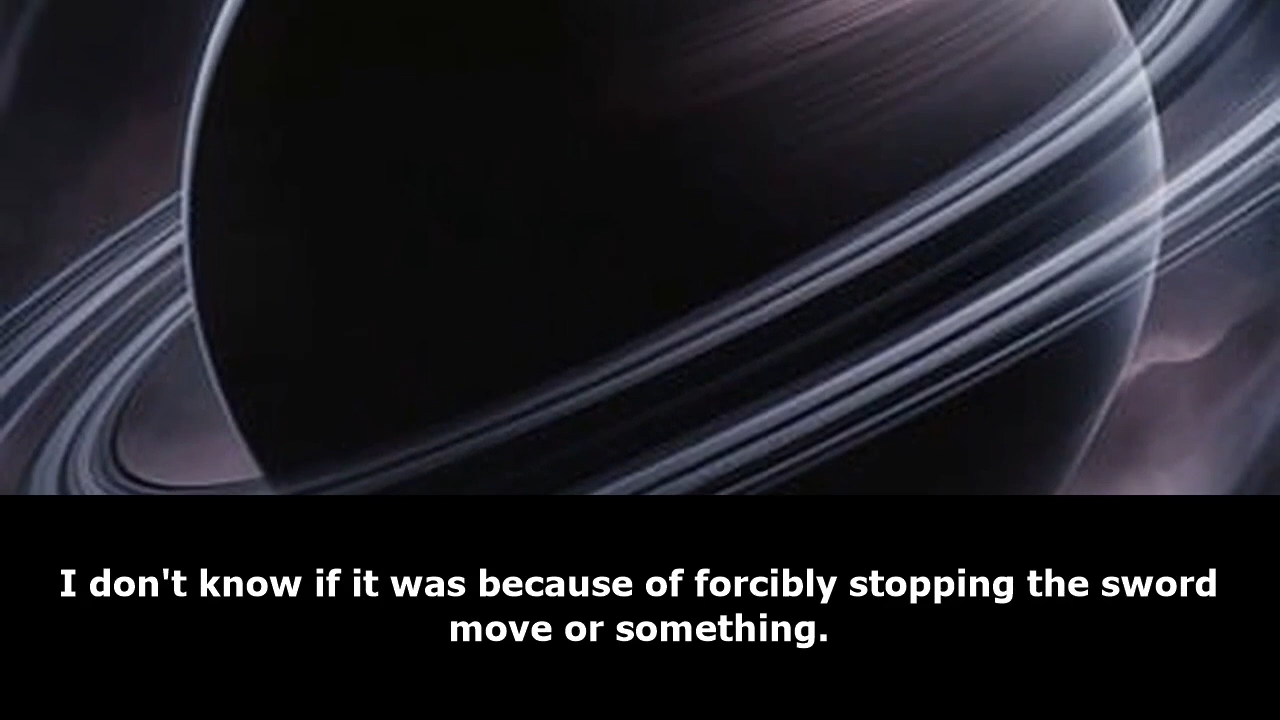 I don't know if it was because of forcibly stopping the sword
move or something.